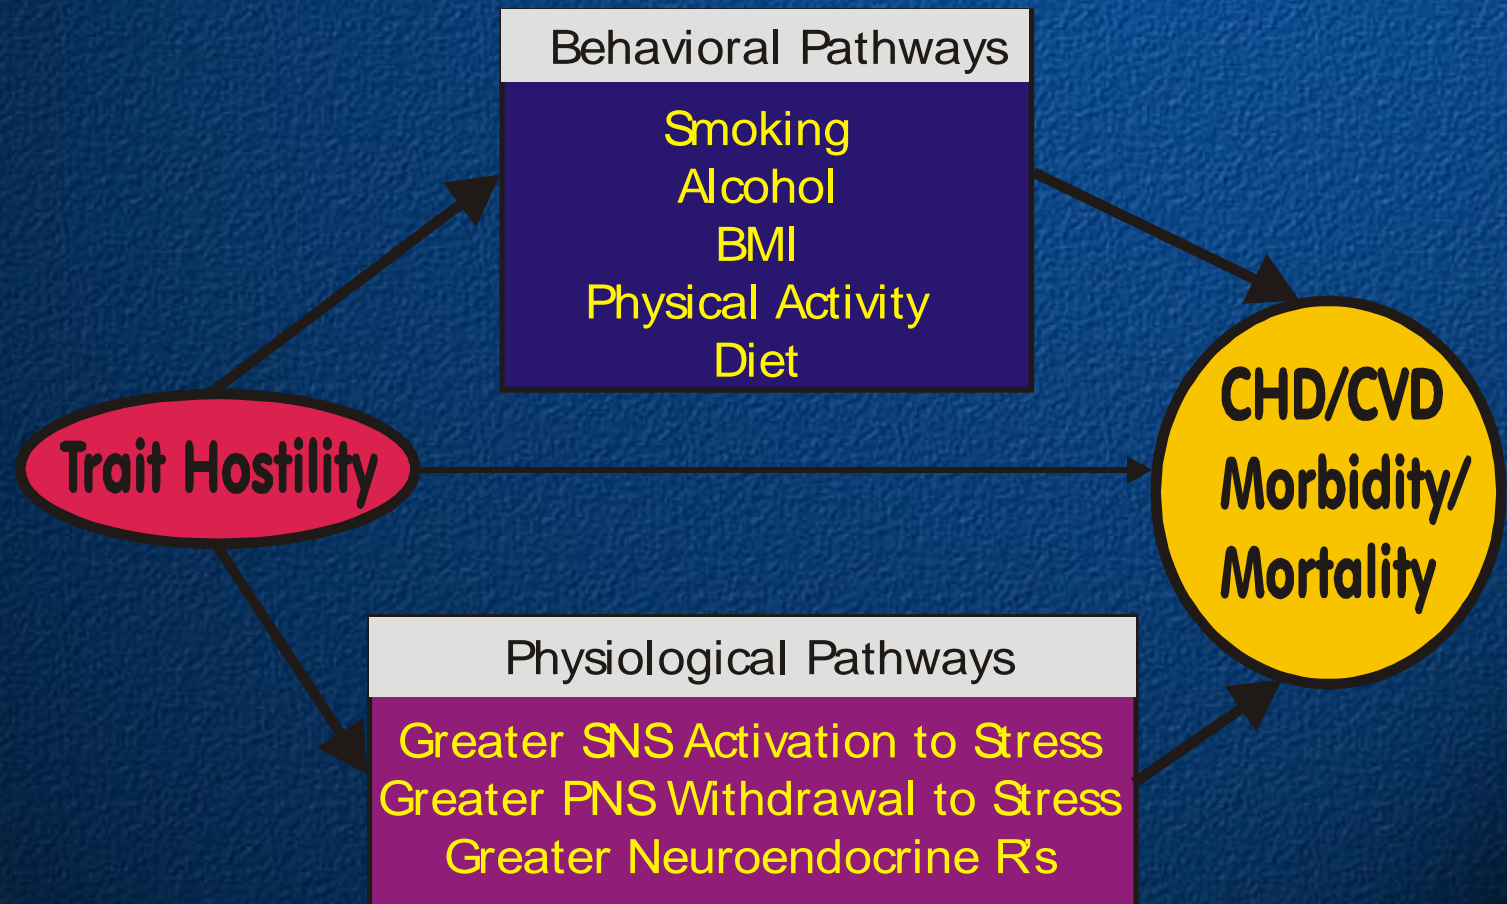 Behavioral Pathways
Smoking
Alcohol
BMI
Physical Activity
Diet
Trait Hostility
CHD/CVD
Morbidity/
Mortality
Physiological Pathways
Greater SNS Activation to Stress
Greater PNS Withdrawal to Stress
Greater Neuroendocrine R's